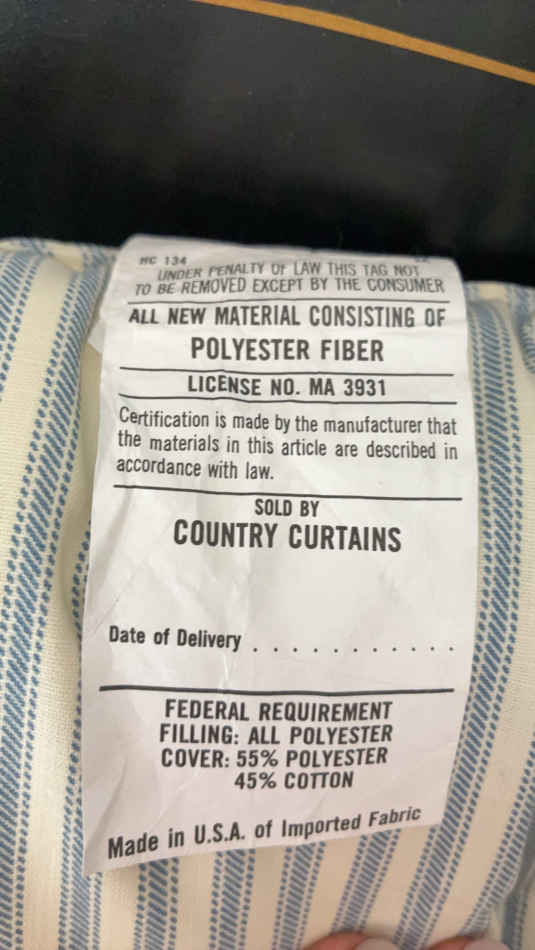 HC 134
UNDER PENALTY OF LAW THIS TAG NOT
TO BE REMOVED EXCEPT BY THE CONSUMER
ALL NEW MATERIAL CONSISTING OF
POLYESTER FIBER
LICENSE NO. MA 3931
Certification is made by the manufacturer that
the materials in this article are described in
accordance with law.
SOLD BY
COUNTRY CURTAINS
Date of Delivery . . . . . . . . . . .
FEDERAL REQUIREMENT
FILLING: ALL POLYESTER
COVER: 55% POLYESTER
45% COTTON
Made in U.S.A. of Imported Fabric